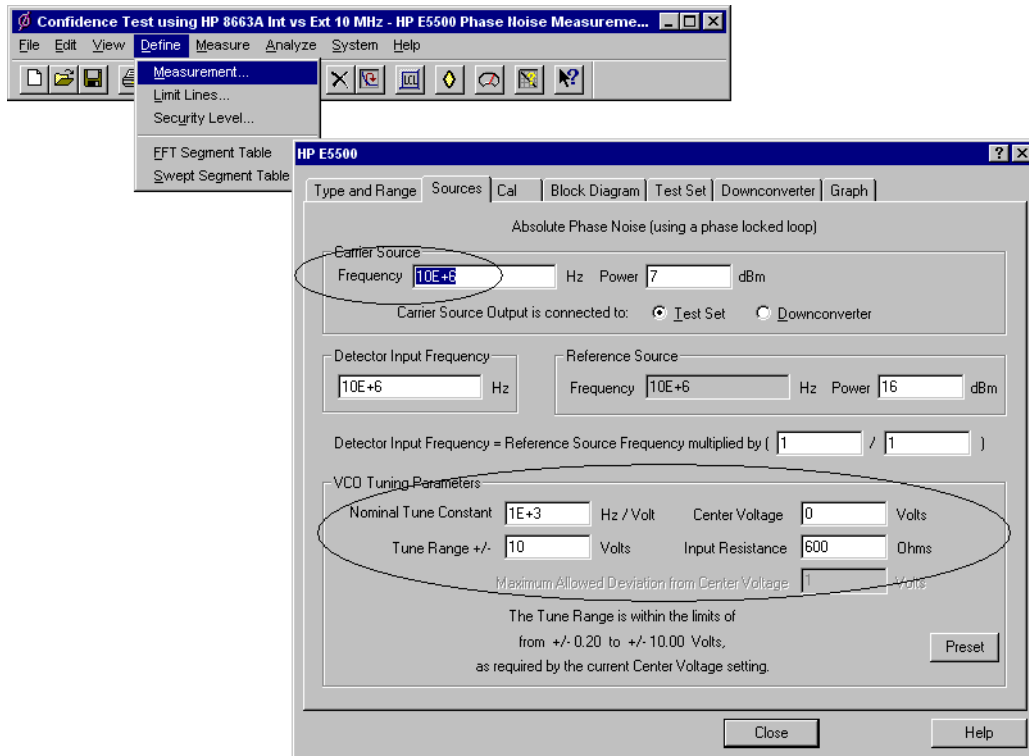 Confidence Test using HP 8663A Int vs Ext 10 MHz - HP E5500 Phase Noise Measureme...
File Edit View Define Measure Analyze System Help
Measurement...
Limit Lines...
Security Level...
FFT Segment Table
Swept Segment Table
HP E5500
Type and Range Sources Cal Block Diagram Test Set Downconverter Graph
Absolute Phase Noise (using a phase locked loop)
Carrier Source
Frequency 10E+6 Hz Power 7 dBm
Carrier Source Output is connected to: Test Set Downconverter
Detector Input Frequency
10E+6 Hz
Reference Source
Frequency 10E+6 Hz Power 16 dBm
Detector Input Frequency = Reference Source Frequency multiplied by ( 1 / 1 )
VCO Tuning Parameters
Nominal Tune Constant 1E+3 Hz / Volt Center Voltage 0 Volts
Tune Range +/- 10 Volts Input Resistance 600 Ohms
Maximum Allowed Deviation from Center Voltage 1 Volts
The Tune Range is within the limits of
from +/- 0.20 to +/- 10.00 Volts,
as required by the current Center Voltage setting.
Preset
Close Help